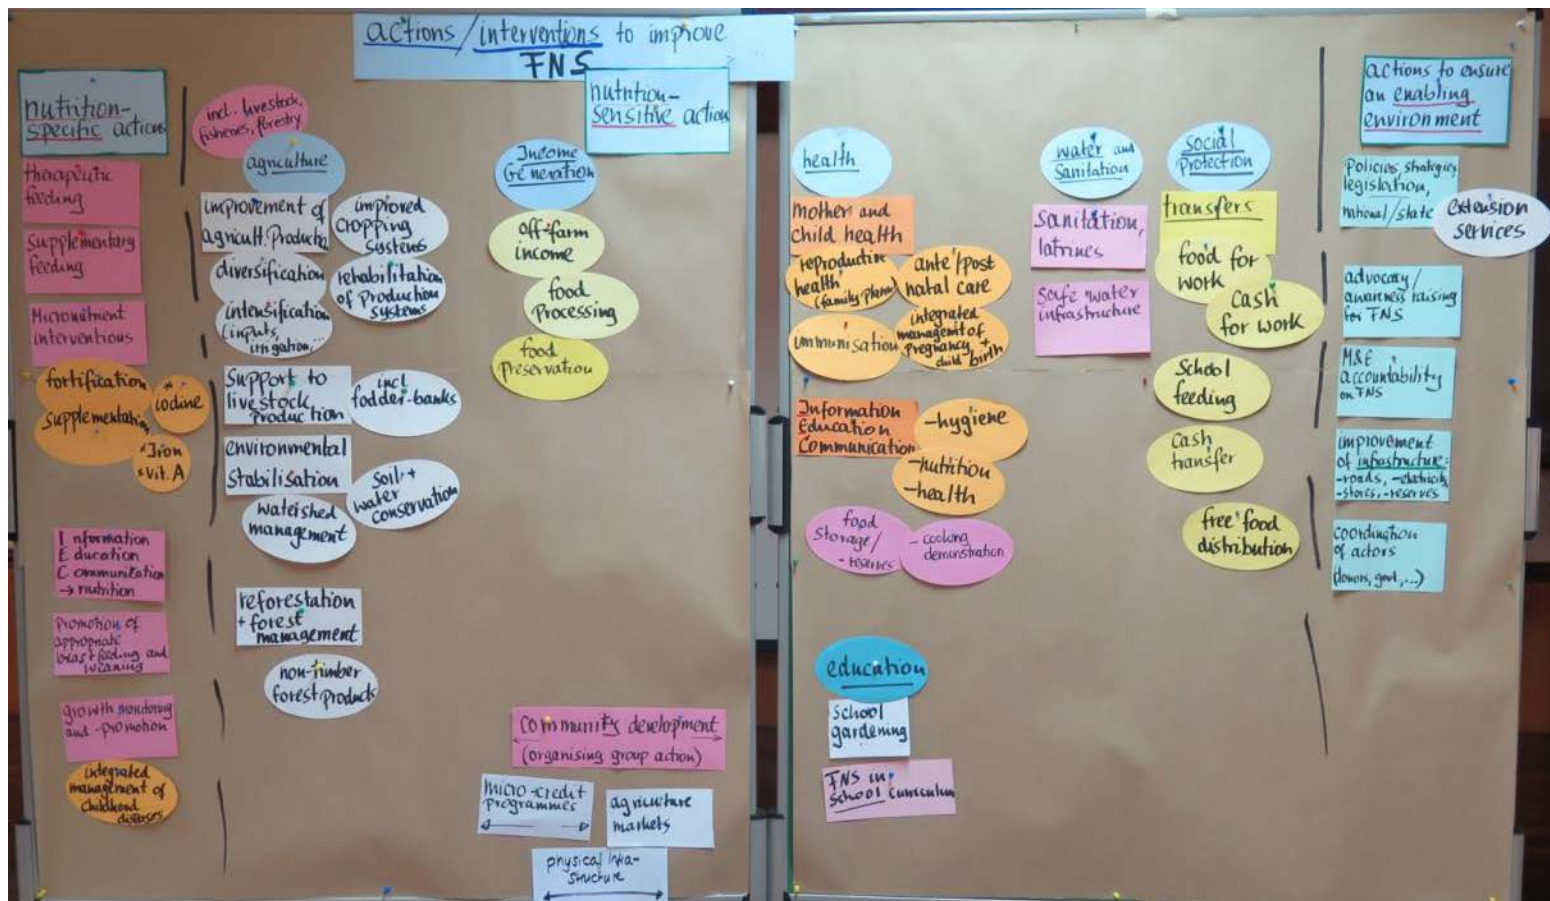 actions/interventions to improve
FNS
nutrition-
specific actions
therapeutic
feeding
Supplementary
feeding
Micronutrient
interventions
fortification
supplementation
* iodine
* Iron
* vit. A
Information
Education
Communication
→ nutrition
Promotion of
appropriate
breastfeeding and
weaning
growth monitoring
and -promotion
integrated
management of
childhood
diseases
nutrition-
sensitive action
incl. livestock,
fisheries, forestry
agriculture
improvement of
agricult. Production
improved
cropping
systems
diversification
rehabilitation
of Production
systems
intensification
(inputs,
irrigation,...
Support to
livestock
production
incl.
fodder-banks
environmental
stabilisation
soil +
water
conservation
watershed
management
reforestation
+ forest
management
non-timber
forest products
Income
Generation
off-farm
income
food
Processing
food
Preservation
community development
(organising group action)
micro-credit
programmes
agriculture
markets
physical infra-
structure
health
mother and
child health
reproductive
health
ante/post
natal care
immunisation
integrated
managemt of
Pregnancy +
child birth
Information
Education
Communication
-hygiene
-nutrition
-health
food
storage/
-reserves
- cooking
demonstration
education
school
gardening
FNS in
school curriculum
water and
Sanitation
sanitation,
latrines
Safe water
infrastructure
social
Protection
transfers
food for
work
cash
for work
School
feeding
cash
transfer
free food
distribution
actions to ensure
an enabling
environment
Policies, strategies,
legislation,
national/state
extension
services
advocacy/
awareness raising
for FNS
M&E
accountability
on FNS
improvement
of infrastructure:
-roads, -electricity,
-stores, -reserves
coordination
of actors
(donors, govt,...)